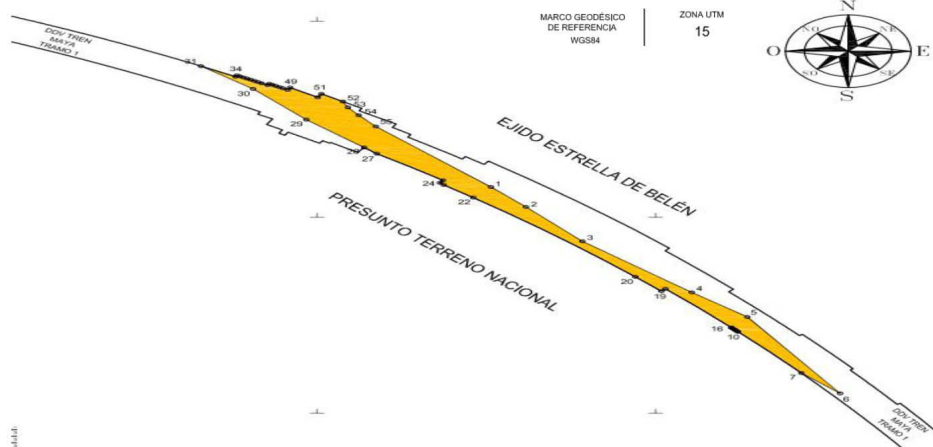 MARCO GEODÉSICO
DE REFERENCIA
WGS84
ZONA UTM
15
N
NO
NE
O
E
SO
SE
S
DDV TREN
MAYA
TRAMO 1
31
34
49
51
52
53
54
55
30
29
28
27
24
22
1
2
3
EJIDO ESTRELLA DE BELÉN
PRESUNTO TERRENO NACIONAL
20
19
4
5
16
10
7
6
DDV TREN
MAYA
TRAMO 1